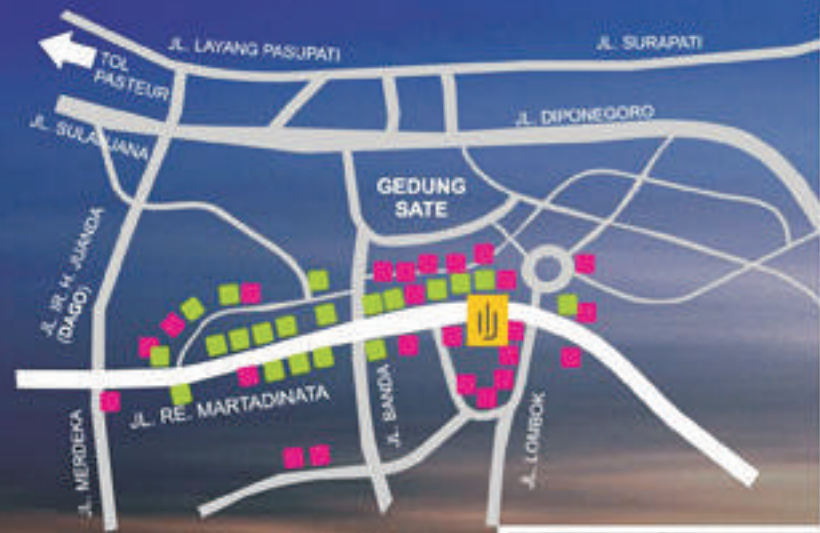 JL. LAYANG PASUPATI
JL. SURAPATI
TOL
PASTEUR
JL. SULANJANA
JL. DIPONEGORO
GEDUNG
SATE
JL. IR. H. JUANDA
(DAGO)
JL. RE. MARTADINATA
JL. BANDA
JL. LOMBOK
JL. MERDEKA